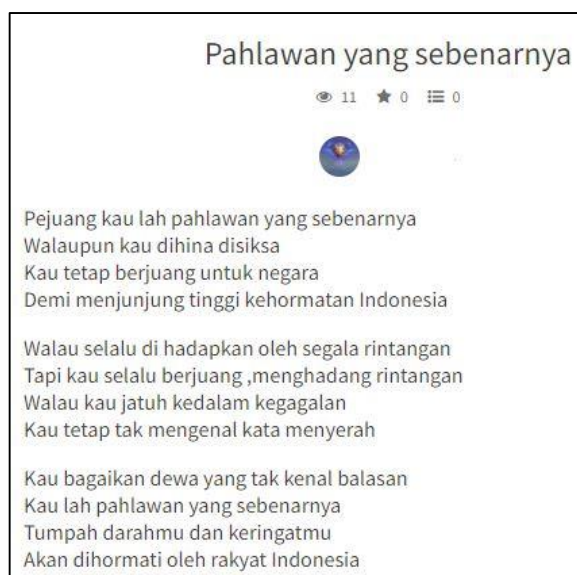 Pahlawan yang sebenarnya
11 0 0
Pejuang kau lah pahlawan yang sebenarnya
Walaupun kau dihina disiksa
Kau tetap berjuang untuk negara
Demi menjunjung tinggi kehormatan Indonesia
Walau selalu di hadapkan oleh segala rintangan
Tapi kau selalu berjuang ,menghadang rintangan
Walau kau jatuh kedalam kegagalan
Kau tetap tak mengenal kata menyerah
Kau bagaikan dewa yang tak kenal balasan
Kau lah pahlawan yang sebenarnya
Tumpah darahmu dan keringatmu
Akan dihormati oleh rakyat Indonesia